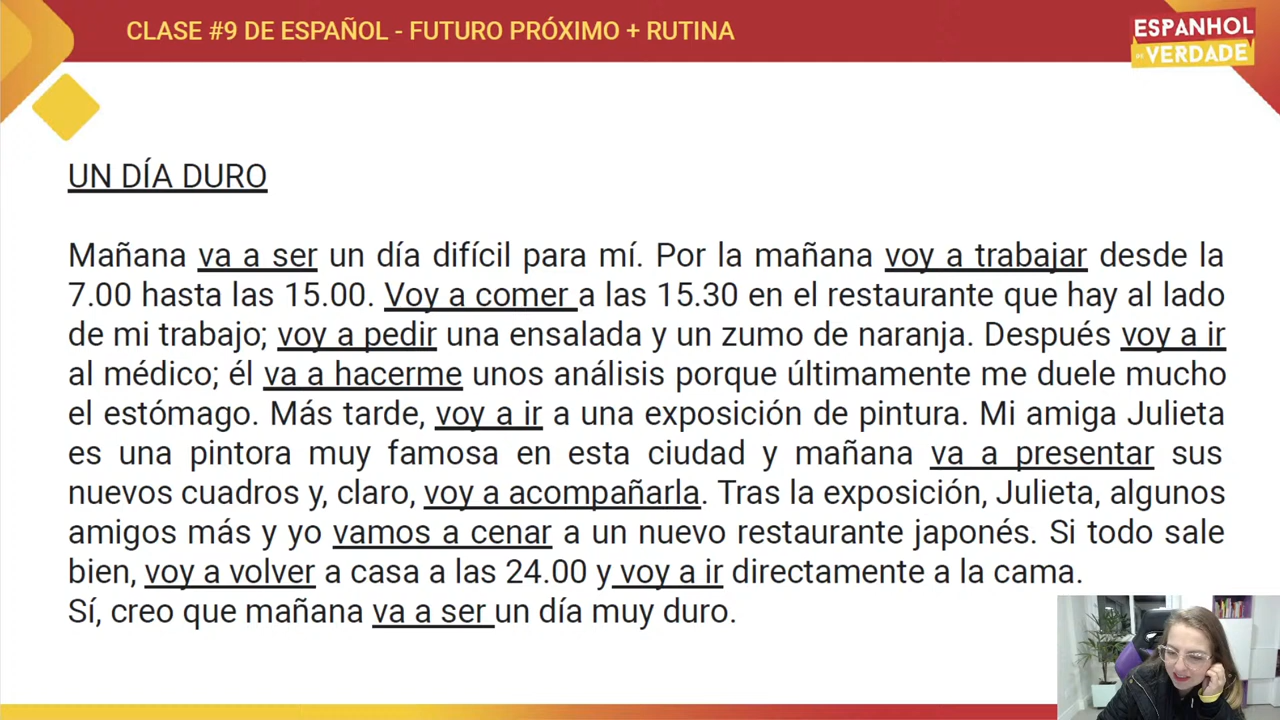 CLASE #9 DE ESPAÑOL - FUTURO PRÓXIMO + RUTINA
ESPANHOL
DE VERDADE
UN DÍA DURO
Mañana va a ser un día difícil para mí. Por la mañana voy a trabajar desde la
7.00 hasta las 15.00. Voy a comer a las 15.30 en el restaurante que hay al lado
de mi trabajo; voy a pedir una ensalada y un zumo de naranja. Después voy a ir
al médico; él va a hacerme unos análisis porque últimamente me duele mucho
el estómago. Más tarde, voy a ir a una exposición de pintura. Mi amiga Julieta
es una pintora muy famosa en esta ciudad y mañana va a presentar sus
nuevos cuadros y, claro, voy a acompañarla. Tras la exposición, Julieta, algunos
amigos más y yo vamos a cenar a un nuevo restaurante japonés. Si todo sale
bien, voy a volver a casa a las 24.00 y voy a ir directamente a la cama.
Sí, creo que mañana va a ser un día muy duro.